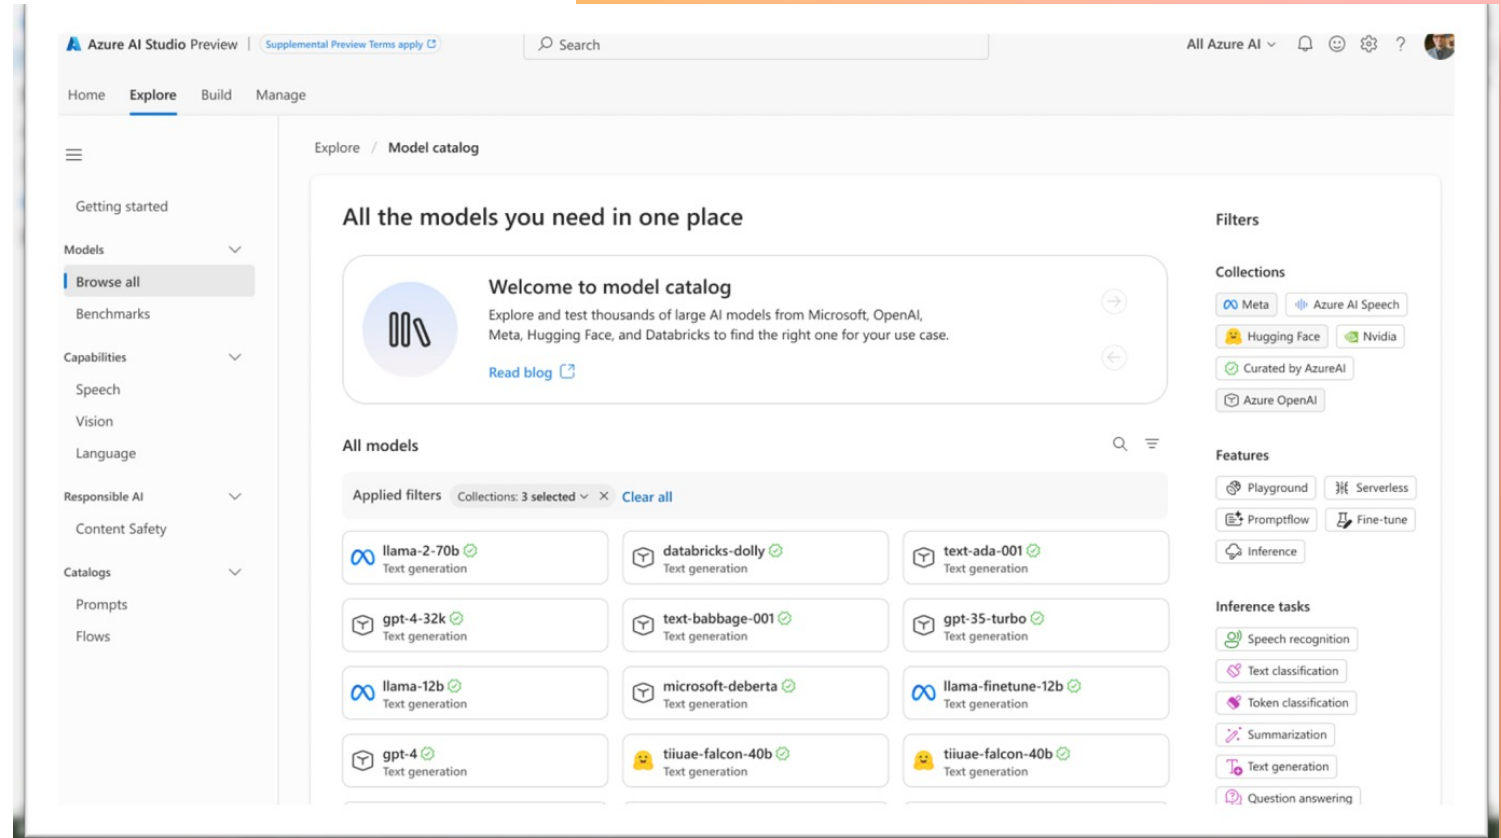 Azure AI Studio Preview | Supplemental Preview Terms apply
Search
All Azure AI
?
Home Explore Build Manage
Explore / Model catalog
Getting started
Models
Browse all
Benchmarks
Capabilities
Speech
Vision
Language
Responsible AI
Content Safety
Catalogs
Prompts
Flows
All the models you need in one place
Welcome to model catalog
Explore and test thousands of large AI models from Microsoft, OpenAI,
Meta, Hugging Face, and Databricks to find the right one for your use case.
Read blog
All models
Applied filters Collections: 3 selected Clear all
llama-2-70b
Text generation
databricks-dolly
Text generation
text-ada-001
Text generation
gpt-4-32k
Text generation
text-babbage-001
Text generation
gpt-35-turbo
Text generation
llama-12b
Text generation
microsoft-deberta
Text generation
llama-finetune-12b
Text generation
gpt-4
Text generation
tiiuae-falcon-40b
Text generation
tiiuae-falcon-40b
Text generation
Filters
Collections
Meta Azure AI Speech
Hugging Face Nvidia
Curated by AzureAI
Azure OpenAI
Features
Playground Serverless
Promptflow Fine-tune
Inference
Inference tasks
Speech recognition
Text classification
Token classification
Summarization
Text generation
Question answering